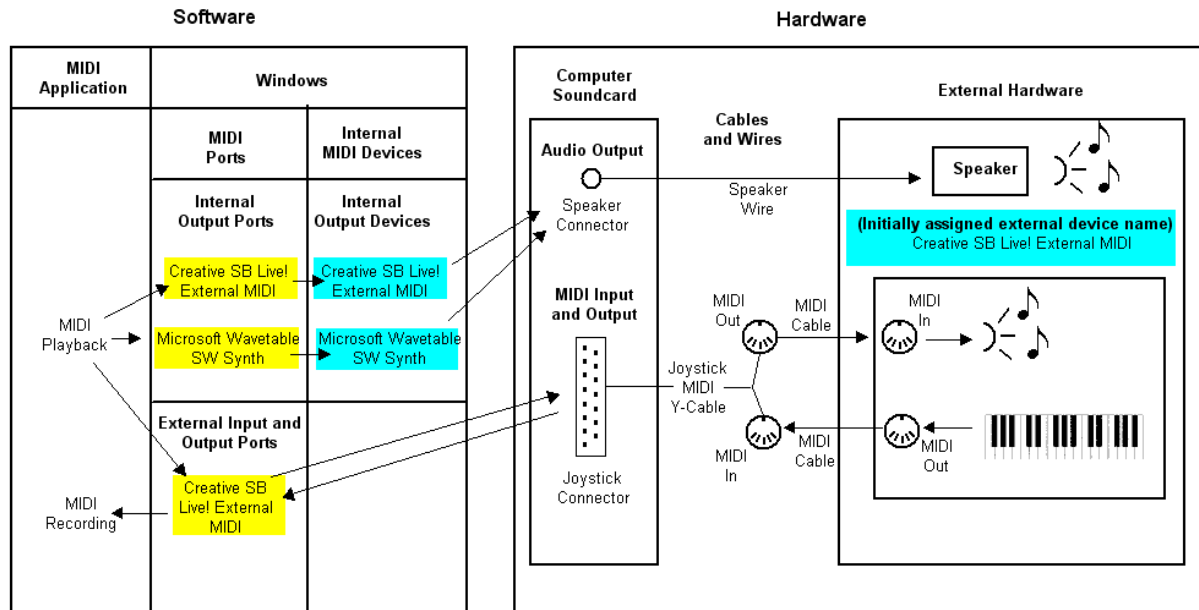 Software
Hardware
MIDI
Application
Windows
MIDI
Ports
Internal
MIDI Devices
Internal
Output Ports
Internal
Output Devices
Creative SB Live!
External MIDI
Creative SB Live!
External MIDI
MIDI
Playback
Microsoft Wavetable
SW Synth
Microsoft Wavetable
SW Synth
External Input and
Output Ports
Creative SB
Live! External
MIDI
MIDI
Recording
Computer
Soundcard
Audio Output
Speaker
Connector
MIDI Input
and Output
Joystick
Connector
Cables
and Wires
Speaker
Wire
MIDI
Out
MIDI
Cable
Joystick
MIDI
Y-Cable
MIDI
In
MIDI
Cable
External Hardware
Speaker
(Initially assigned external device name)
Creative SB Live! External MIDI
MIDI
In
MIDI
Out